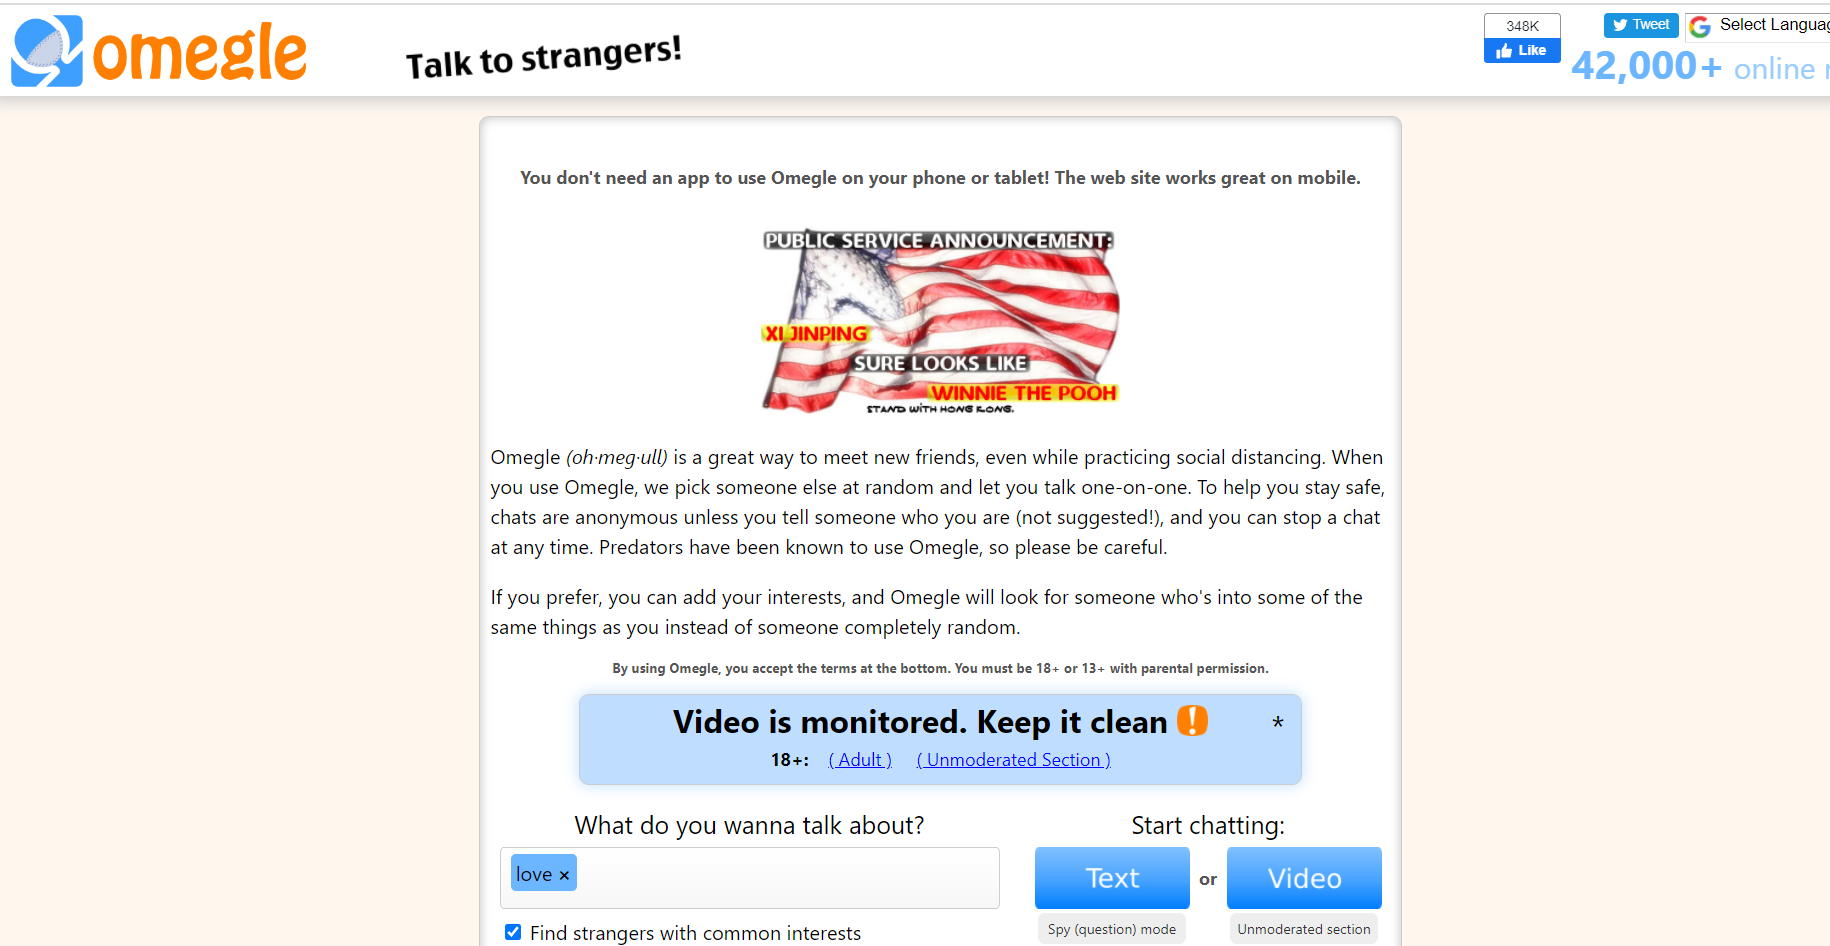 omegle
Talk to strangers!
348K
Like
Tweet
Select Languag
42,000+ online
You don't need an app to use Omegle on your phone or tablet! The web site works great on mobile.
PUBLIC SERVICE ANNOUNCEMENT:
XI JINPING
SURE LOOKS LIKE
WINNIE THE POOH
STAND WITH HONG KONG.
Omegle (oh·meg·ull) is a great way to meet new friends, even while practicing social distancing. When
you use Omegle, we pick someone else at random and let you talk one-on-one. To help you stay safe,
chats are anonymous unless you tell someone who you are (not suggested!), and you can stop a chat
at any time. Predators have been known to use Omegle, so please be careful.
If you prefer, you can add your interests, and Omegle will look for someone who's into some of the
same things as you instead of someone completely random.
By using Omegle, you accept the terms at the bottom. You must be 18+ or 13+ with parental permission.
Video is monitored. Keep it clean ! *
18+: ( Adult ) ( Unmoderated Section )
What do you wanna talk about?
love ×
Find strangers with common interests
Start chatting:
Text or Video
Spy (question) mode
Unmoderated section